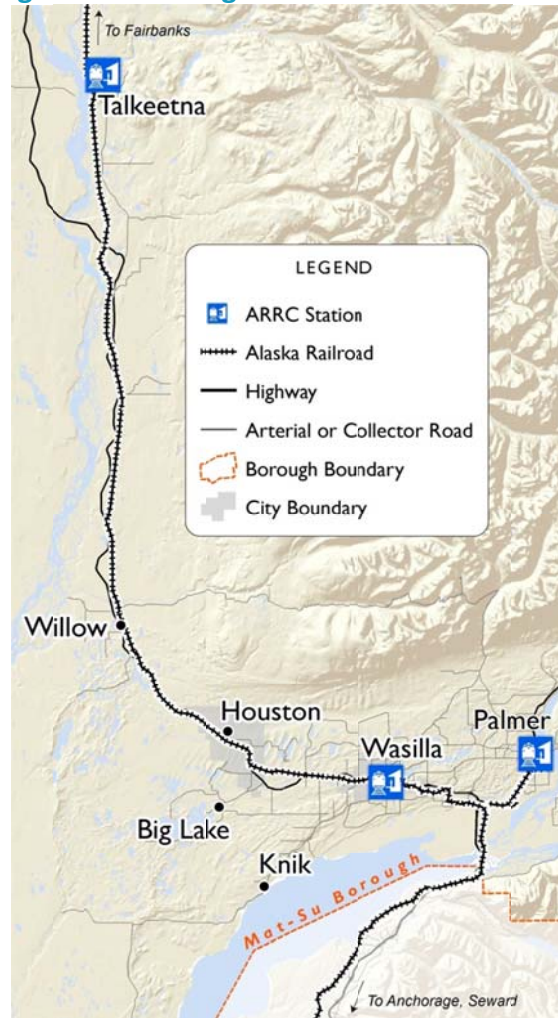 To Fairbanks
Talkeetna
LEGEND
ARRC Station
Alaska Railroad
Highway
Arterial or Collector Road
Borough Boundary
City Boundary
Willow
Houston
Palmer
Wasilla
Big Lake
Knik
Mat-Su Borough
To Anchorage, Seward